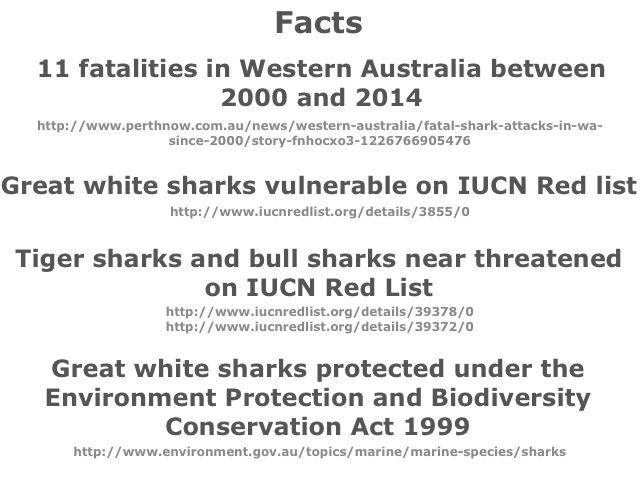 Facts
11 fatalities in Western Australia between
2000 and 2014
http://www.perthnow.com.au/news/western-australia/fatal-shark-attacks-in-wa-
since-2000/story-fnhocxo3-1226766905476
Great white sharks vulnerable on IUCN Red list
http://www.iucnredlist.org/details/3855/0
Tiger sharks and bull sharks near threatened
on IUCN Red List
http://www.iucnredlist.org/details/39378/0
http://www.iucnredlist.org/details/39372/0
Great white sharks protected under the
Environment Protection and Biodiversity
Conservation Act 1999
http://www.environment.gov.au/topics/marine/marine-species/sharks